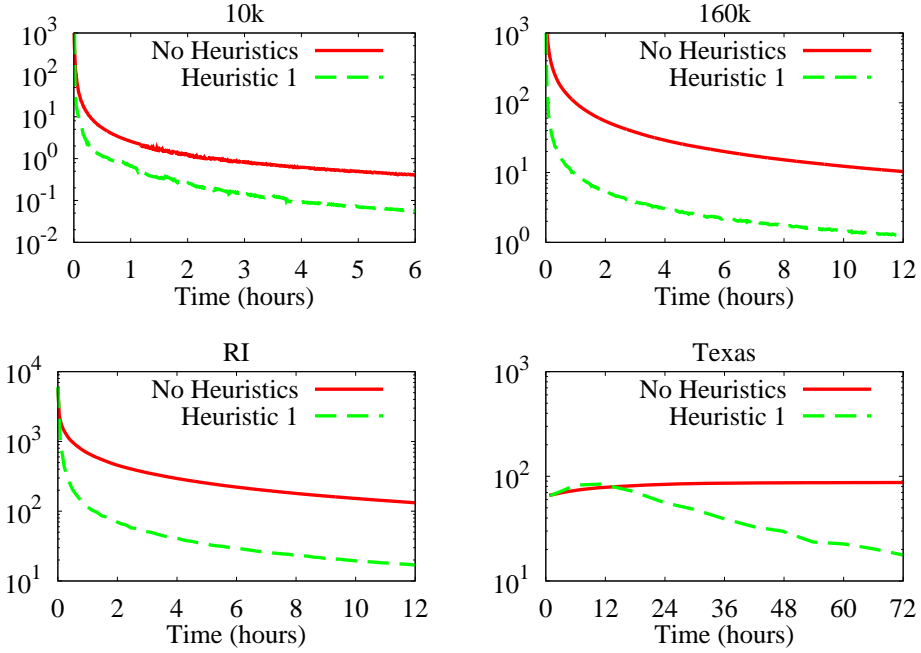 10k
10^3
10^2
10^1
10^0
10^-1
10^-2
No Heuristics
Heuristic 1
0 1 2 3 4 5 6
Time (hours)
160k
10^3
10^2
10^1
10^0
No Heuristics
Heuristic 1
0 2 4 6 8 10 12
Time (hours)
RI
10^4
10^3
10^2
10^1
No Heuristics
Heuristic 1
0 2 4 6 8 10 12
Time (hours)
Texas
10^3
10^2
10^1
No Heuristics
Heuristic 1
0 12 24 36 48 60 72
Time (hours)